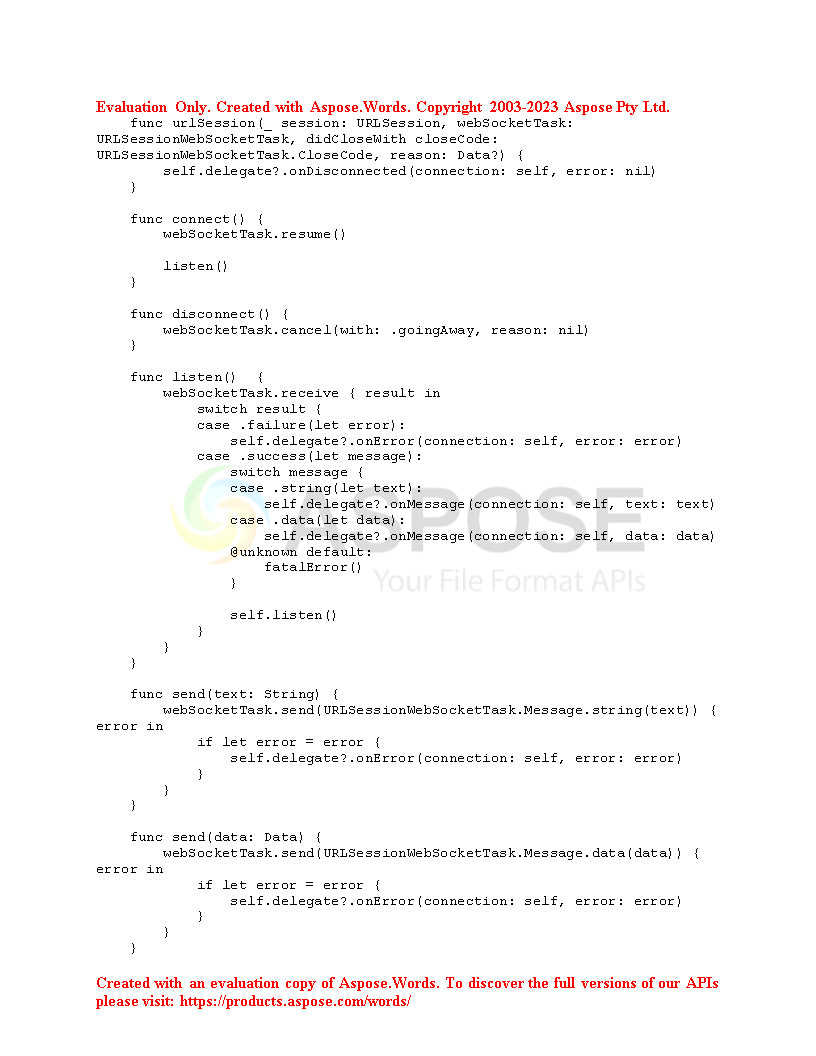 Evaluation Only. Created with Aspose.Words. Copyright 2003-2023 Aspose Pty Ltd.
    func urlSession(_ session: URLSession, webSocketTask:
URLSessionWebSocketTask, didCloseWith closeCode:
URLSessionWebSocketTask.CloseCode, reason: Data?) {
        self.delegate?.onDisconnected(connection: self, error: nil)
    }

    func connect() {
        webSocketTask.resume()

        listen()
    }

    func disconnect() {
        webSocketTask.cancel(with: .goingAway, reason: nil)
    }

    func listen()  {
        webSocketTask.receive { result in
            switch result {
            case .failure(let error):
                self.delegate?.onError(connection: self, error: error)
            case .success(let message):
                switch message {
                case .string(let text):
                    self.delegate?.onMessage(connection: self, text: text)
                case .data(let data):
                    self.delegate?.onMessage(connection: self, data: data)
                @unknown default:
                    fatalError()
                }

                self.listen()
            }
        }
    }

    func send(text: String) {
        webSocketTask.send(URLSessionWebSocketTask.Message.string(text)) {
error in
            if let error = error {
                self.delegate?.onError(connection: self, error: error)
            }
        }
    }

    func send(data: Data) {
        webSocketTask.send(URLSessionWebSocketTask.Message.data(data)) {
error in
            if let error = error {
                self.delegate?.onError(connection: self, error: error)
            }
        }
    }

ASPOSE
Your File Format APIs
Created with an evaluation copy of Aspose.Words. To discover the full versions of our APIs
please visit: https://products.aspose.com/words/